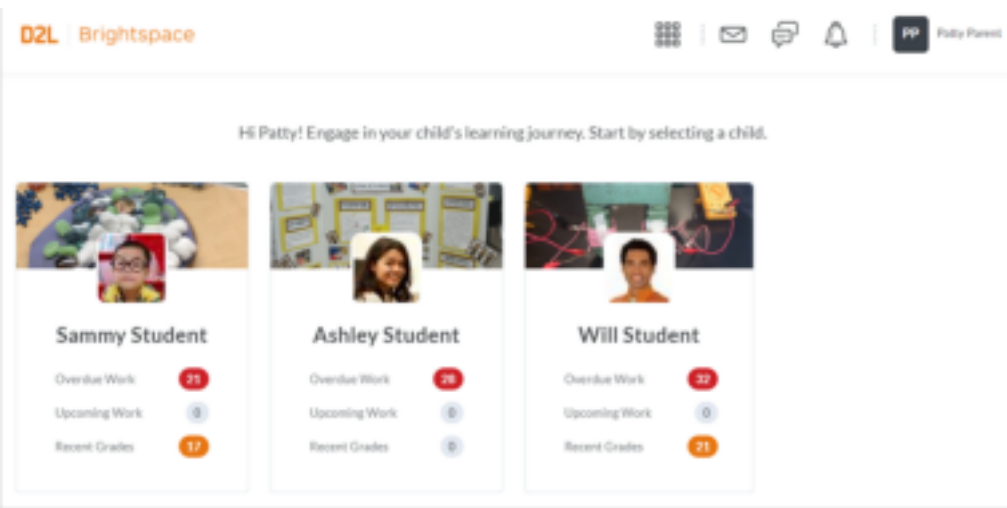 D2L Brightspace
PP Patty Parent
Hi Patty! Engage in your child's learning journey. Start by selecting a child.
Sammy Student
Overdue Work 21
Upcoming Work 0
Recent Grades 17
Ashley Student
Overdue Work 28
Upcoming Work 0
Recent Grades 0
Will Student
Overdue Work 32
Upcoming Work 0
Recent Grades 21